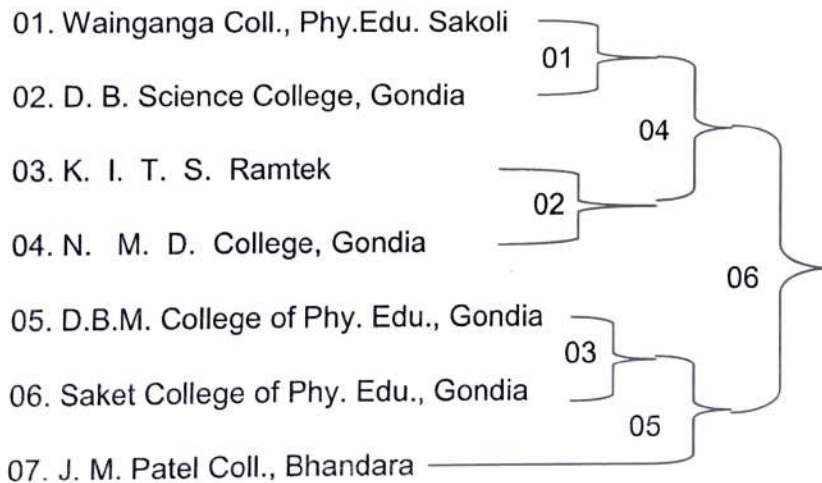 01. Wainganga Coll., Phy.Edu. Sakoli
01
02. D. B. Science College, Gondia
04
03. K. I. T. S. Ramtek
02
04. N. M. D. College, Gondia
06
05. D.B.M. College of Phy. Edu., Gondia
03
06. Saket College of Phy. Edu., Gondia
05
07. J. M. Patel Coll., Bhandara